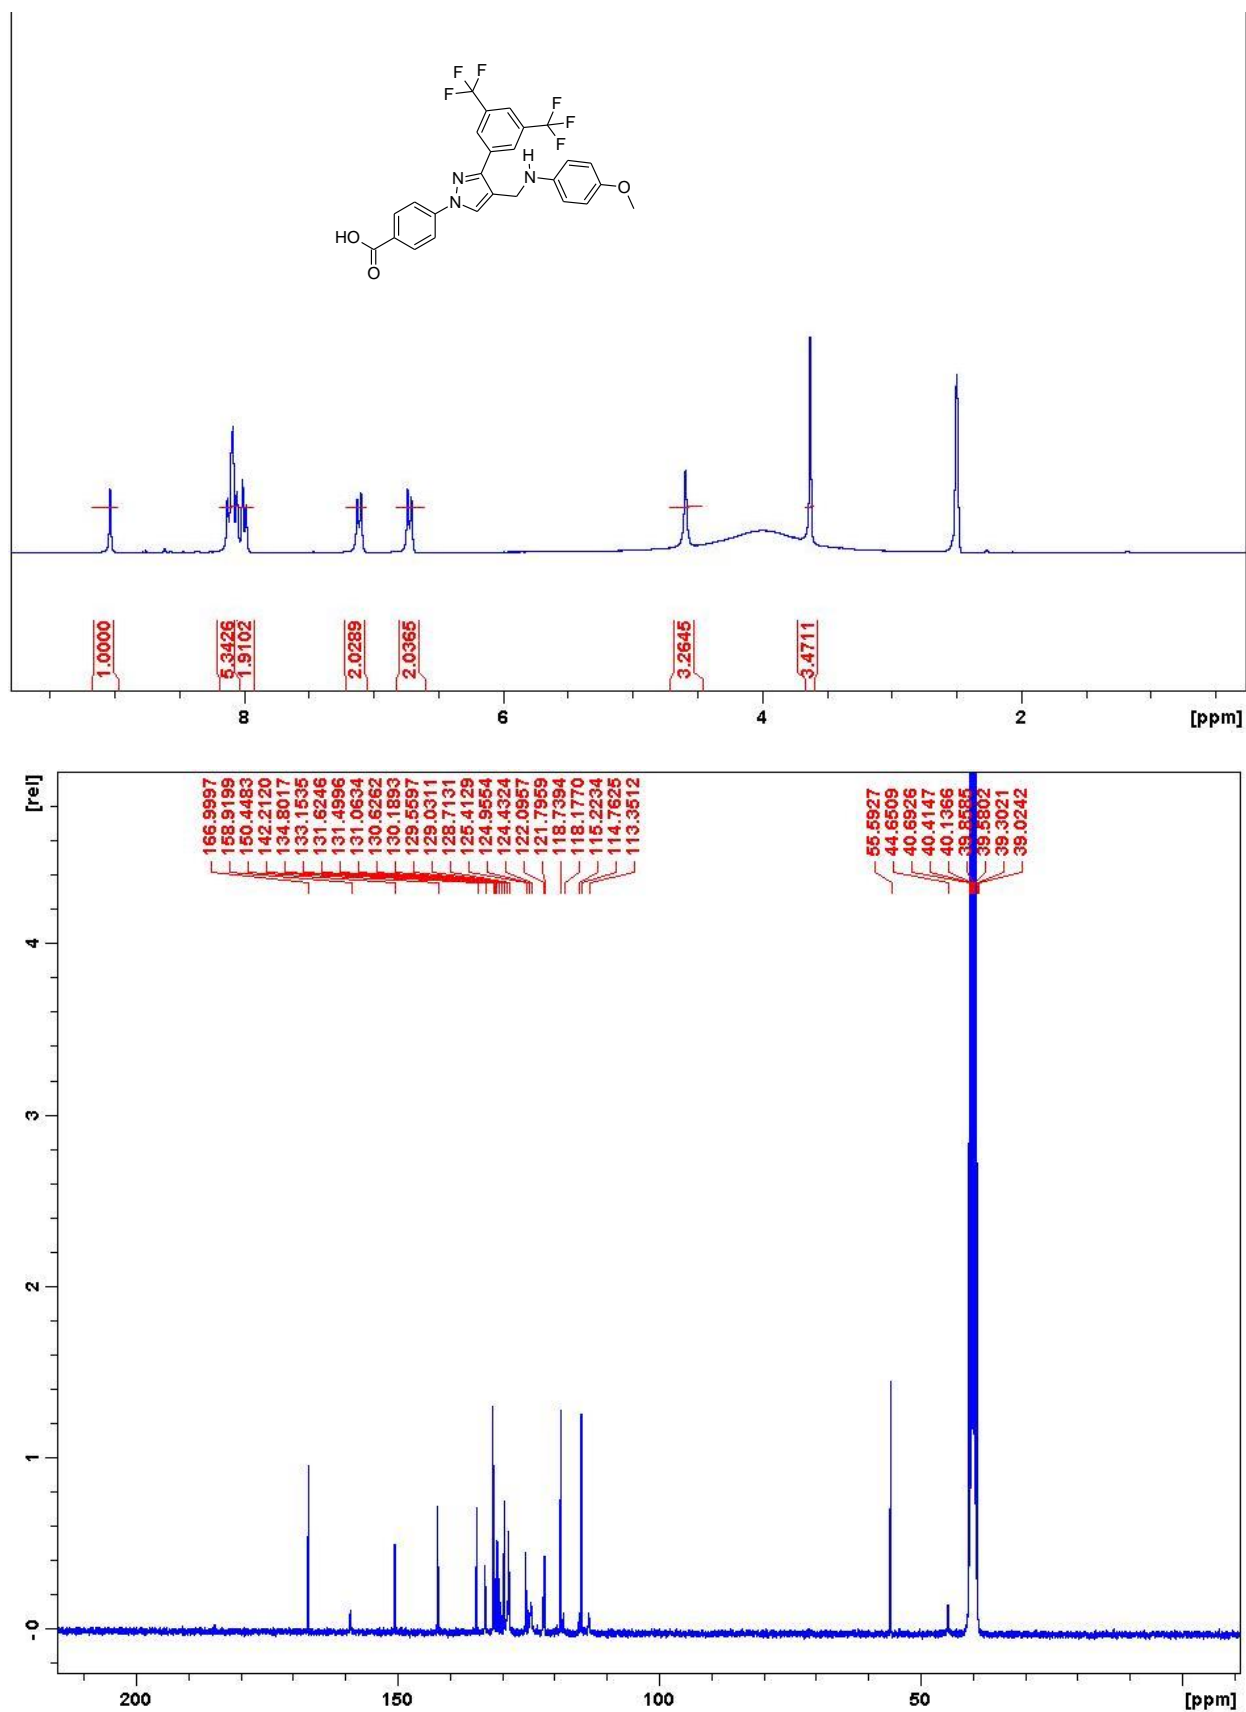 F F
F F
F
F
H
N
N
N
O
HO
O
1.0000 5.3426 1.9102 2.0289 2.0365 3.2645 3.4711
8 6 4 2 [ppm]
[rel]
166.9997 158.9199 150.4483 142.2120 134.8017 133.1535 131.6246 131.4996 131.0634 130.6262 130.1893 129.5597 129.0311 128.7131 125.4129 124.9554 124.4324 122.0957 121.7959 118.7394 118.1770 115.2234 114.7625 113.3512 55.5927 44.6509 40.6926 40.4147 40.1366 39.8585 39.5802 39.3021 39.0242
4
3
2
1
0
200 150 100 50 [ppm]